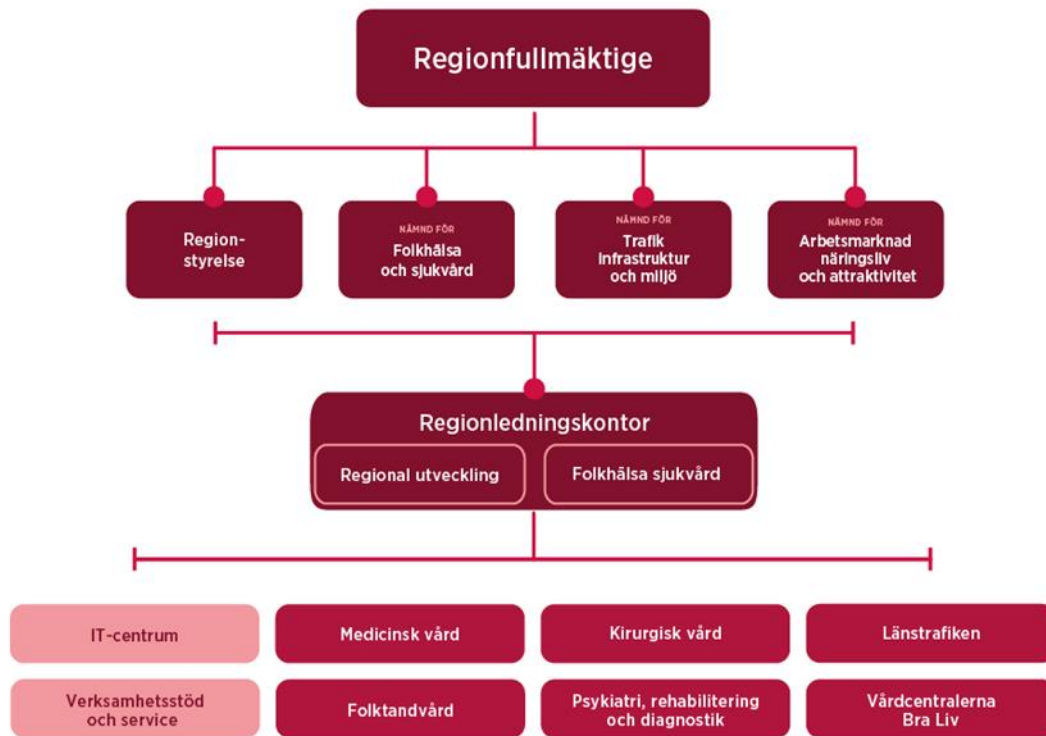 Regionfullmäktige
Region-
styrelse
NÄMND FÖR
Folkhälsa
och sjukvård
NÄMND FÖR
Trafik
infrastruktur
och miljö
NÄMND FÖR
Arbetsmarknad
näringsliv
och attraktivitet
Regionledningskontor
Regional utveckling
Folkhälsa sjukvård
IT-centrum
Medicinsk vård
Kirurgisk vård
Länstrafiken
Verksamhetsstöd
och service
Folktandvård
Psykiatri, rehabilitering
och diagnostik
Vårdcentralerna
Bra Liv